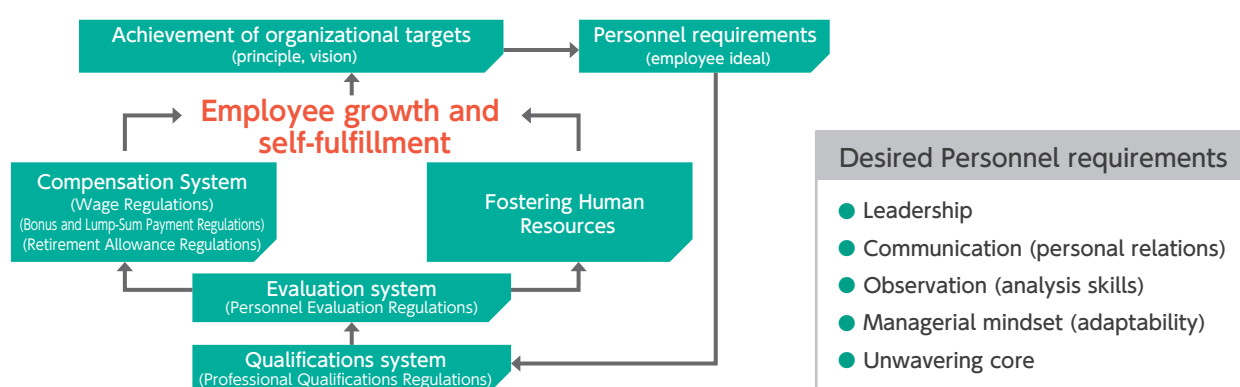 Achievement of organizational targets
(principle, vision)
Personnel requirements
(employee ideal)
Employee growth and
self-fulfillment
Compensation System
(Wage Regulations)
(Bonus and Lump-Sum Payment Regulations)
(Retirement Allowance Regulations)
Fostering Human
Resources
Evaluation system
(Personnel Evaluation Regulations)
Qualifications system
(Professional Qualifications Regulations)
Desired Personnel requirements
● Leadership
● Communication (personal relations)
● Observation (analysis skills)
● Managerial mindset (adaptability)
● Unwavering core